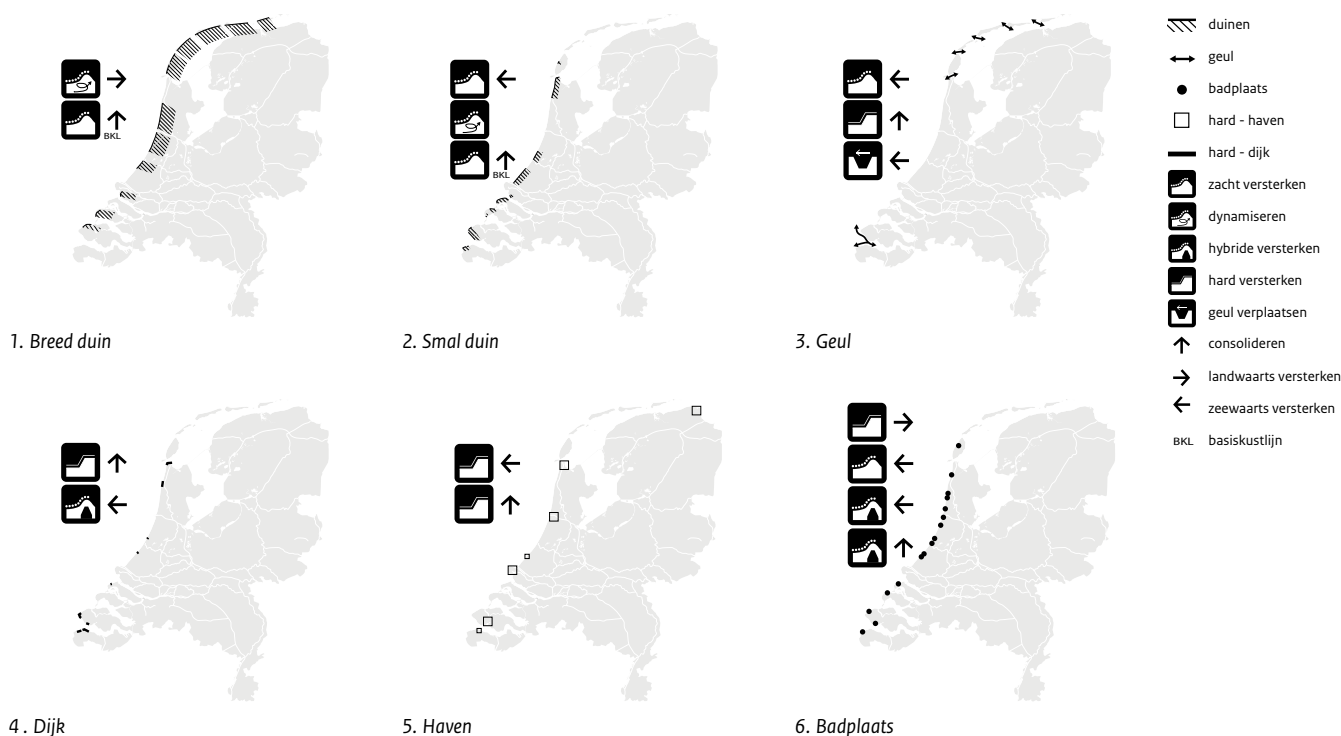 BKL
1. Breed duin
BKL
2. Smal duin
3. Geul
4 . Dijk
5. Haven
6. Badplaats
duinen
geul
badplaats
hard - haven
hard - dijk
zacht versterken
dynamiseren
hybride versterken
hard versterken
geul verplaatsen
consolideren
landwaarts versterken
zeewaarts versterken
BKL basiskustlijn